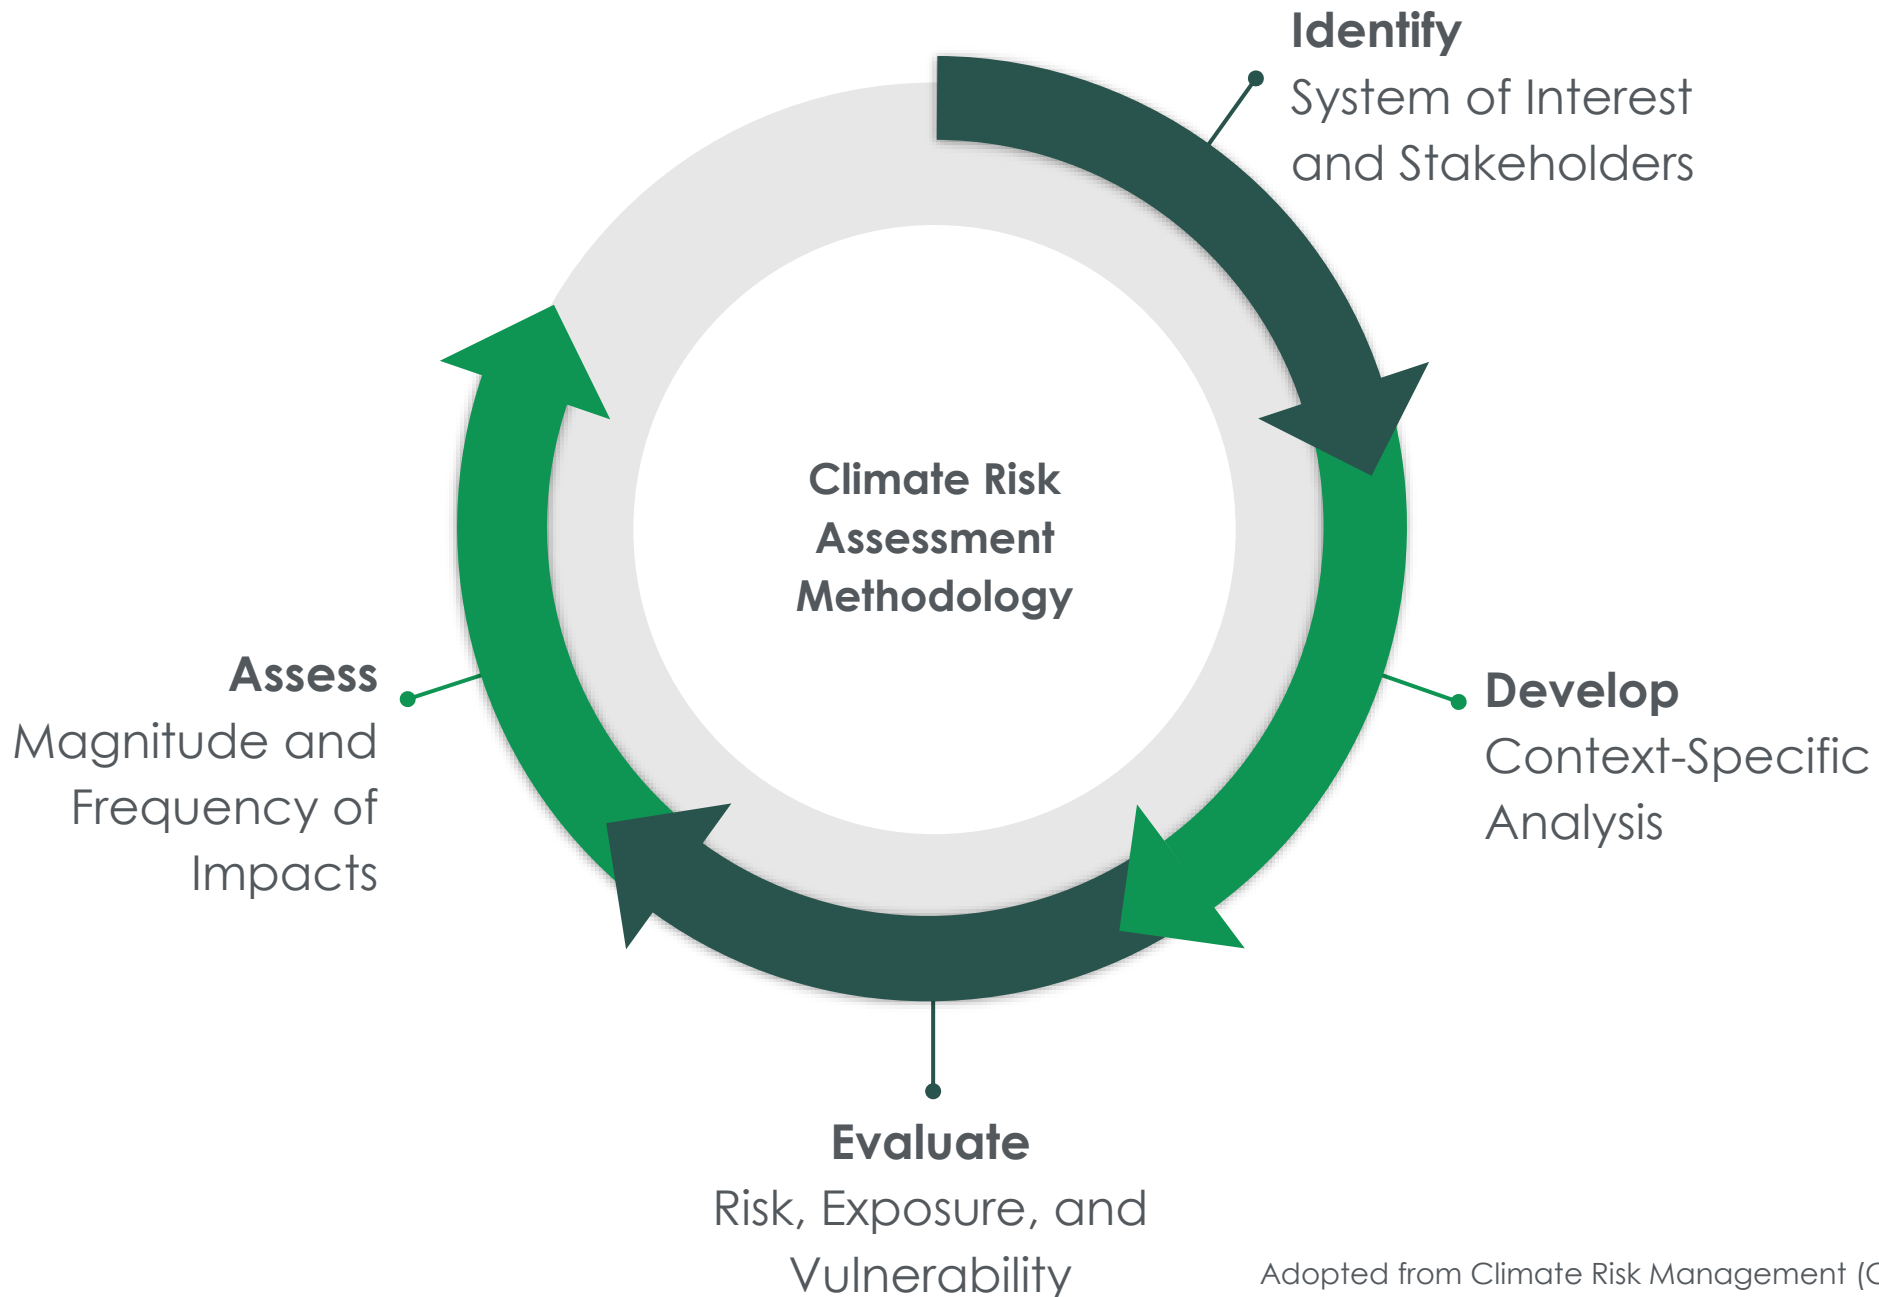 Identify
System of Interest
and Stakeholders
Climate Risk
Assessment
Methodology
Develop
Context-Specific
Analysis
Evaluate
Risk, Exposure, and
Vulnerability
Assess
Magnitude and
Frequency of
Impacts
Adopted from Climate Risk Management (